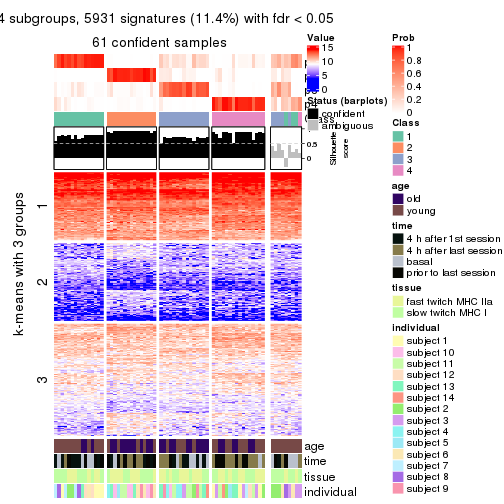 4 subgroups, 5931 signatures (11.4%) with fdr < 0.05
61 confident samples
k-means with 3 groups
1
2
3
0.5
0
Silhouette score
age
time
tissue
individual
Value
15
10
5
0
Status (barplots)
confident
ambiguous
Prob
1
0.8
0.6
0.4
0.2
0
Class
1
2
3
4
age
old
young
time
4 h after 1st session
4 h after last session
basal
prior to last session
tissue
fast twitch MHC IIa
slow twitch MHC I
individual
subject 1
subject 10
subject 11
subject 12
subject 13
subject 14
subject 2
subject 3
subject 4
subject 5
subject 6
subject 7
subject 8
subject 9